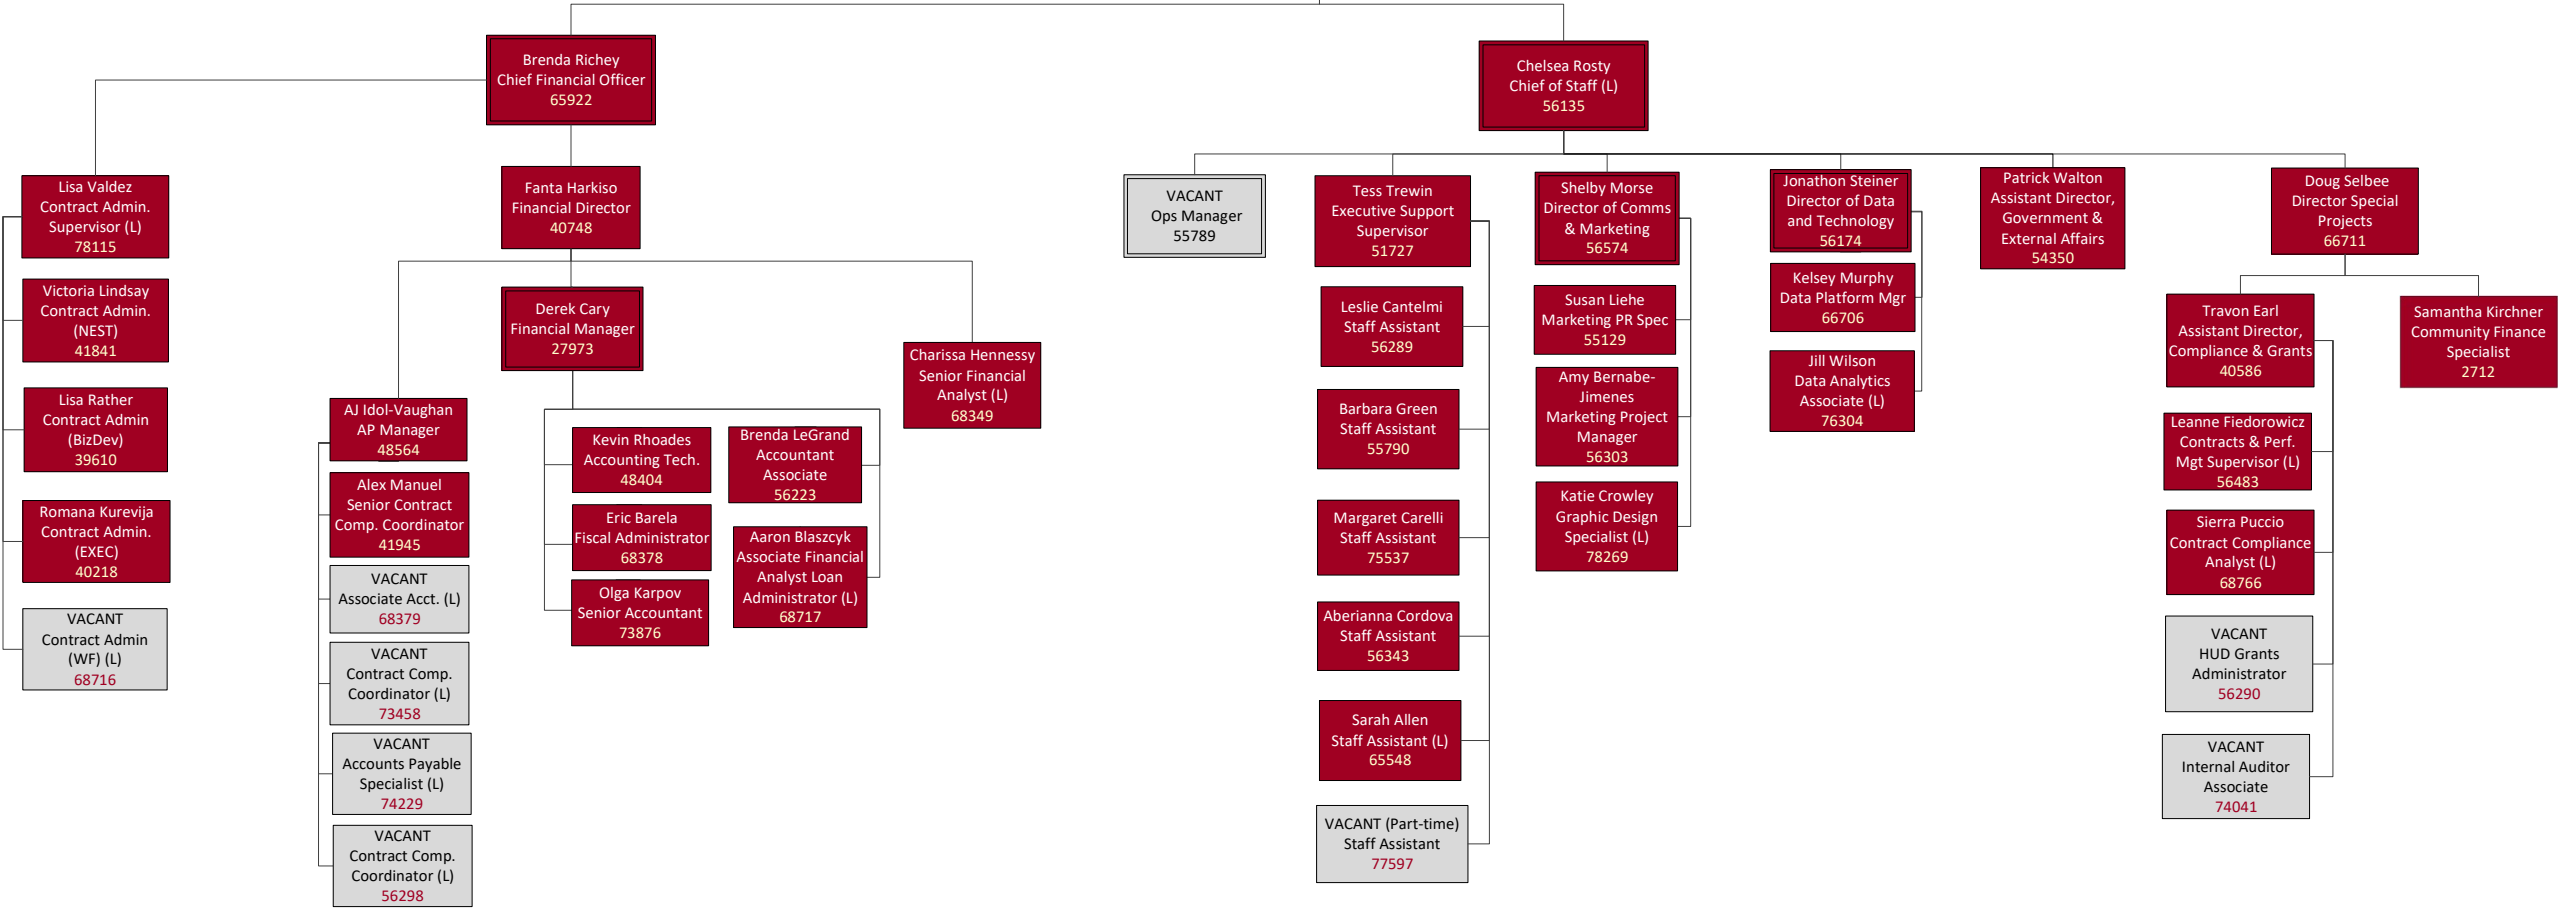 Brenda Richey
Chief Financial Officer
65922
Chelsea Rosty
Chief of Staff (L)
56135
Lisa Valdez
Contract Admin.
Supervisor (L)
78115
Victoria Lindsay
Contract Admin.
(NEST)
41841
Lisa Rather
Contract Admin
(BizDev)
39610
Romana Kurevija
Contract Admin.
(EXEC)
40218
VACANT
Contract Admin
(WF) (L)
68716
Fanta Harkiso
Financial Director
40748
AJ Idol-Vaughan
AP Manager
48564
Alex Manuel
Senior Contract
Comp. Coordinator
41945
VACANT
Associate Acct. (L)
68379
VACANT
Contract Comp.
Coordinator (L)
73458
VACANT
Accounts Payable
Specialist (L)
74229
VACANT
Contract Comp.
Coordinator (L)
56298
Derek Cary
Financial Manager
27973
Kevin Rhoades
Accounting Tech.
48404
Eric Barela
Fiscal Administrator
68378
Olga Karpov
Senior Accountant
73876
Brenda LeGrand
Accountant
Associate
56223
Aaron Blaszcyk
Associate Financial
Analyst Loan
Administrator (L)
68717
Charissa Hennessy
Senior Financial
Analyst (L)
68349
VACANT
Ops Manager
55789
Tess Trewin
Executive Support
Supervisor
51727
Leslie Cantelmi
Staff Assistant
56289
Barbara Green
Staff Assistant
55790
Margaret Carelli
Staff Assistant
75537
Aberianna Cordova
Staff Assistant
56343
Sarah Allen
Staff Assistant (L)
65548
VACANT (Part-time)
Staff Assistant
77597
Shelby Morse
Director of Comms
& Marketing
56574
Susan Liehe
Marketing PR Spec
55129
Amy Bernabe-
Jimenes
Marketing Project
Manager
56303
Katie Crowley
Graphic Design
Specialist (L)
78269
Jonathon Steiner
Director of Data
and Technology
56174
Kelsey Murphy
Data Platform Mgr
66706
Jill Wilson
Data Analytics
Associate (L)
76304
Patrick Walton
Assistant Director,
Government &
External Affairs
54350
Doug Selbee
Director Special
Projects
66711
Travon Earl
Assistant Director,
Compliance & Grants
40586
Leanne Fiedorowicz
Contracts & Perf.
Mgt Supervisor (L)
56483
Sierra Puccio
Contract Compliance
Analyst (L)
68766
VACANT
HUD Grants
Administrator
56290
VACANT
Internal Auditor
Associate
74041
Samantha Kirchner
Community Finance
Specialist
2712